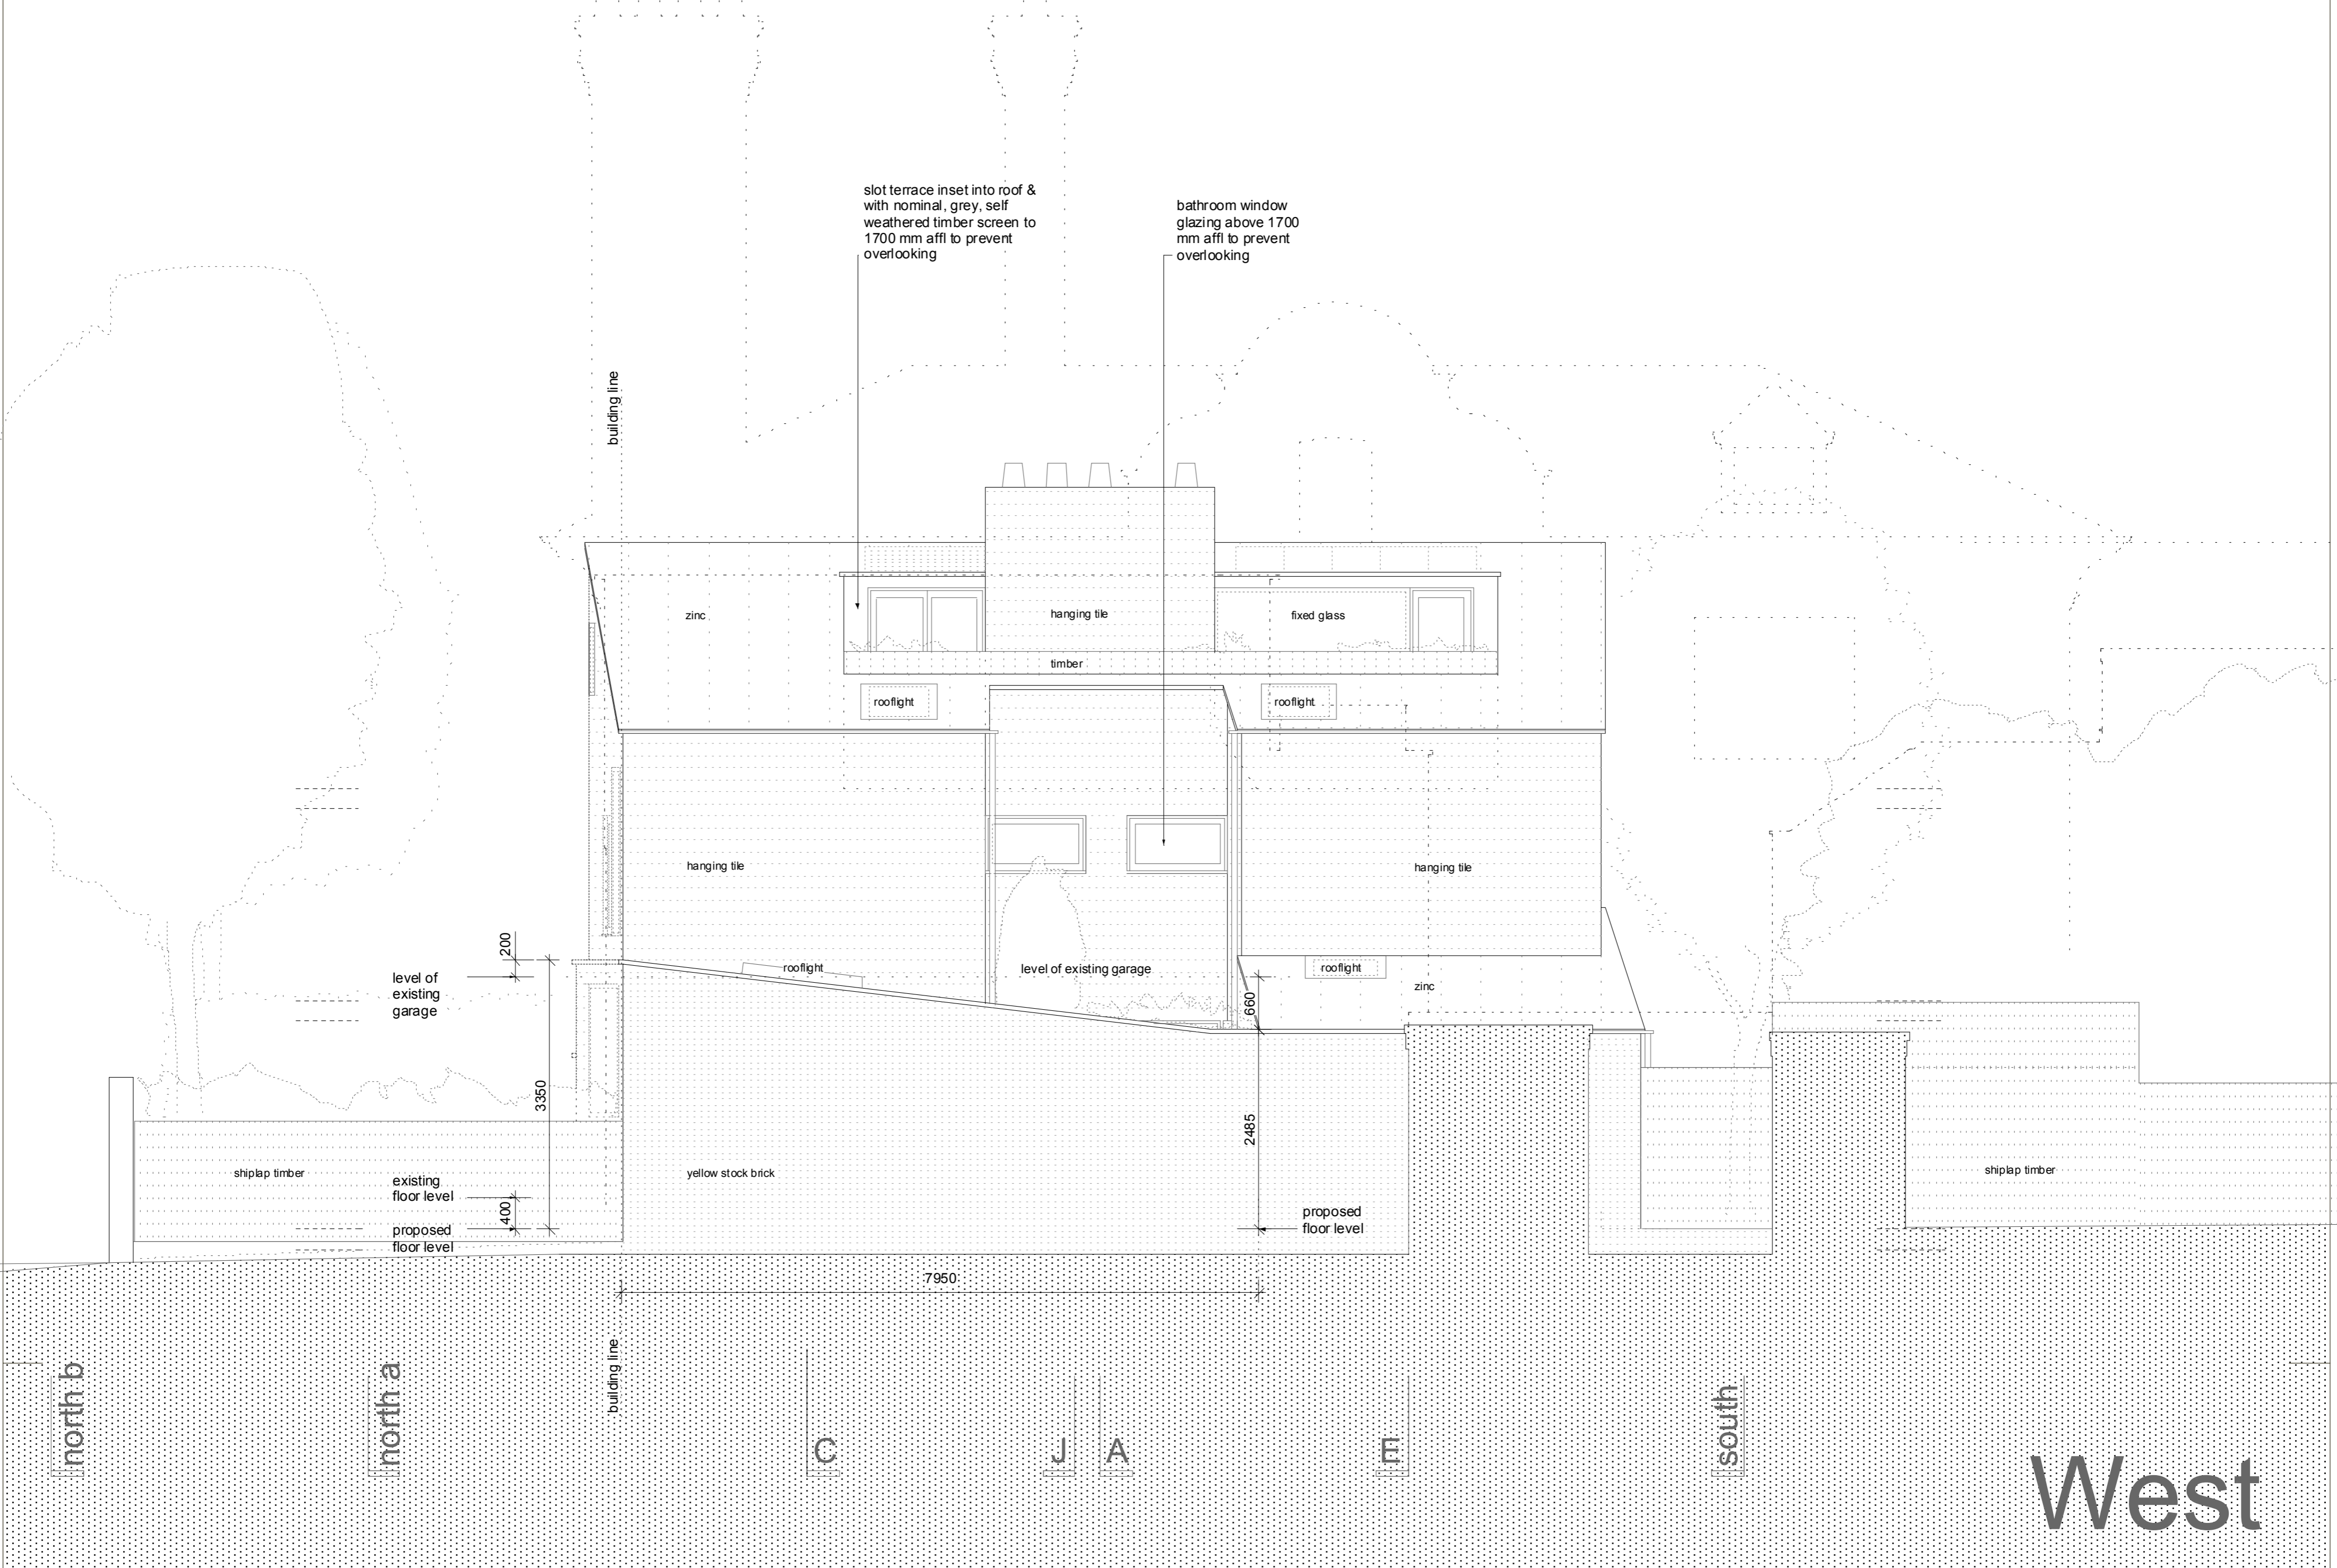 slot terrace inset into roof &
with nominal, grey, self
weathered timber screen to
1700 mm affl to prevent
overlooking
bathroom window
glazing above 1700
mm affl to prevent
overlooking
building line
zinc
hanging tile
fixed glass
timber
rooflight
rooflight
hanging tile
hanging tile
200
level of
existing
garage
rooflight
level of existing garage
rooflight
zinc
660
3350
2485
shiplap timber
existing
floor level
400
proposed
floor level
yellow stock brick
proposed
floor level
shiplap timber
7950
building line
north b
north a
C
J
A
E
south
West